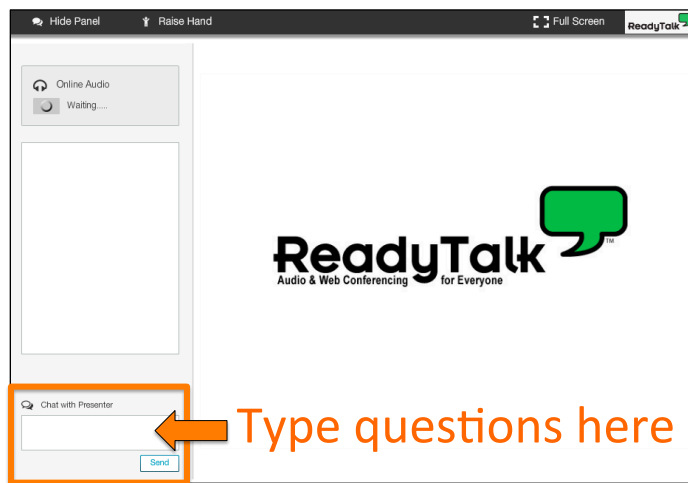 Hide Panel
Raise Hand
Full Screen
ReadyTalk
Online Audio
Waiting.....
ReadyTalk TM
Audio & Web Conferencing for Everyone
Chat with Presenter
Type questions here
Send